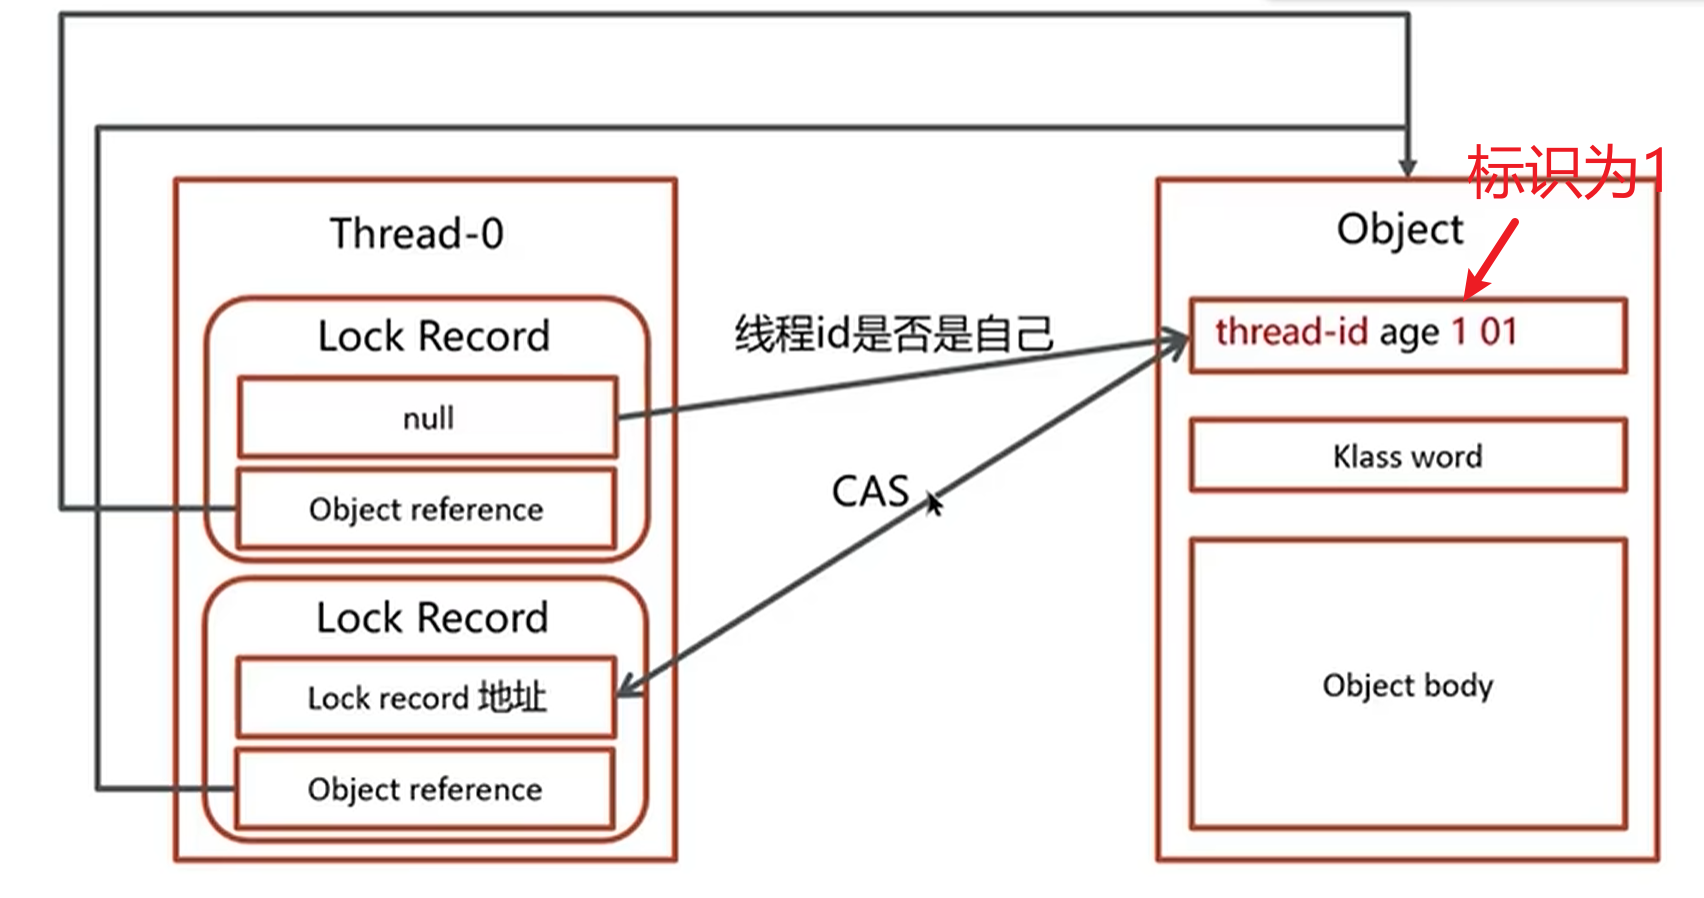 标识为1
Thread-0
Object
Lock Record
线程id是否是自己
thread-id age 1 01
null
Klass word
CAS
Object reference
Lock Record
Lock record 地址
Object body
Object reference